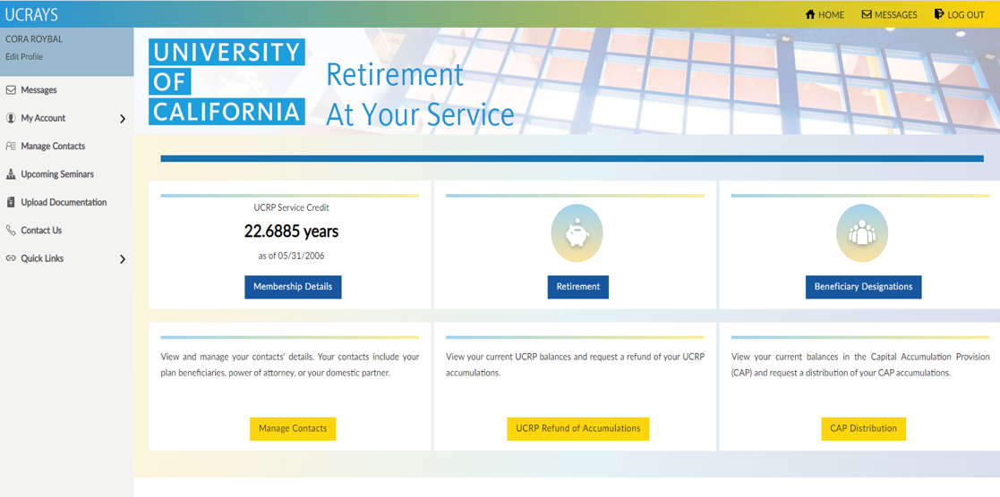 UCRAYS
HOME
MESSAGES
LOG OUT
CORA ROYBAL
Edit Profile
Messages
My Account
Manage Contacts
Upcoming Seminars
Upload Documentation
Contact Us
Quick Links
UNIVERSITY
OF
CALIFORNIA
Retirement
At Your Service
UCRP Service Credit
22.6885 years
as of 05/31/2006
Membership Details
Retirement
Beneficiary Designations
View and manage your contacts' details. Your contacts include your
plan beneficiaries, power of attorney, or your domestic partner.
Manage Contacts
View your current UCRP balances and request a refund of your UCRP
accumulations.
UCRP Refund of Accumulations
View your current balances in the Capital Accumulation Provision
(CAP) and request a distribution of your CAP accumulations.
CAP Distribution